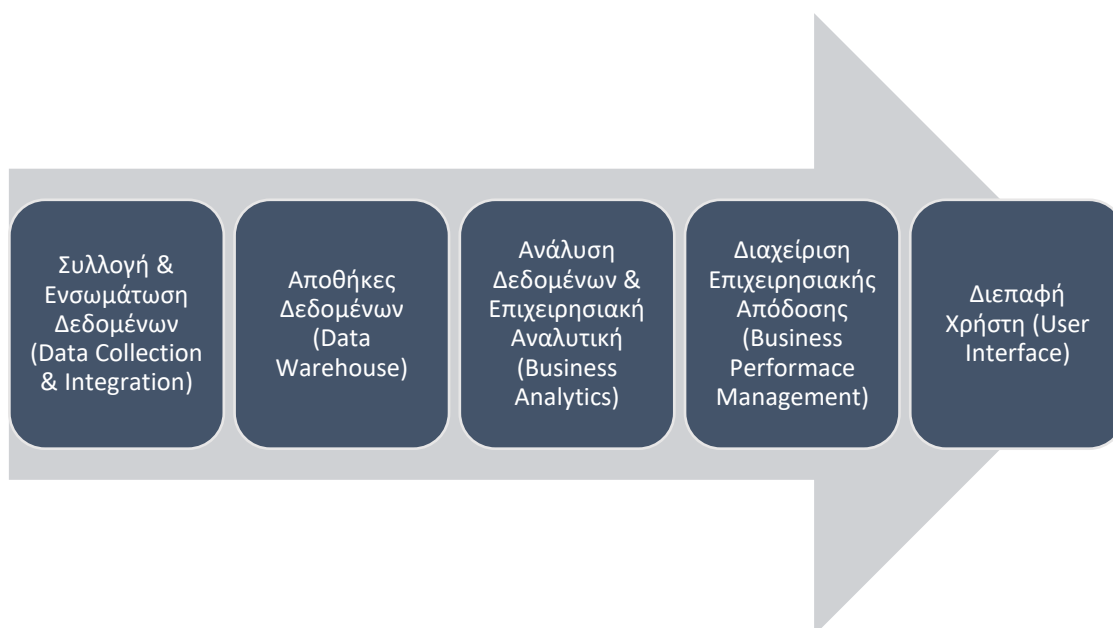 Συλλογή &
Ενσωμάτωση
Δεδομένων
(Data Collection
& Integration)
Αποθήκες
Δεδομένων
(Data
Warehouse)
Ανάλυση
Δεδομένων &
Επιχειρησιακή
Αναλυτική
(Business
Analytics)
Διαχείριση
Επιχειρησιακής
Απόδοσης
(Business
Performace
Management)
Διεπαφή
Χρήστη (User
Interface)